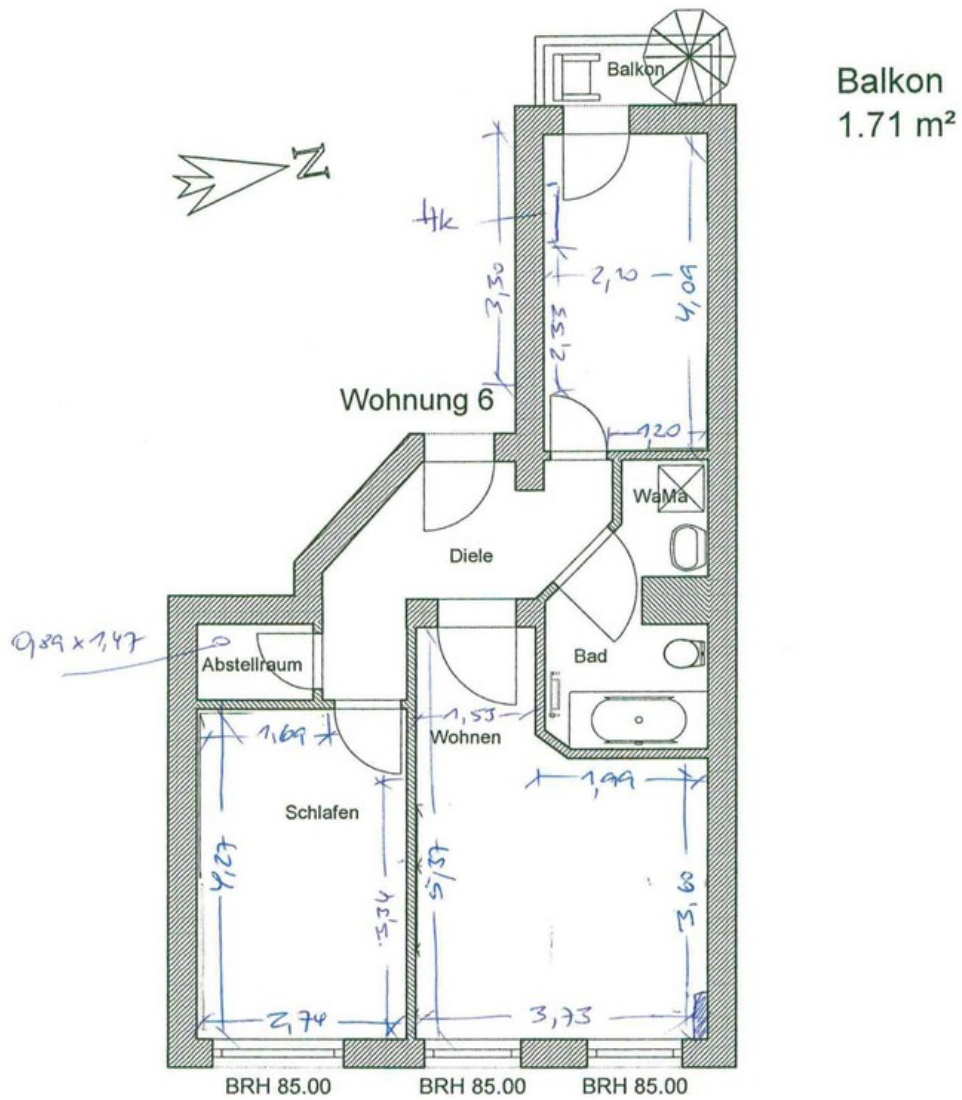 Balkon
Balkon
1.71 m²
N
Hk
3,30
2,20
4,09
2,33
Wohnung 6
1,20
WaMa
Diele
0,89 x 1,47
Abstellraum
Bad
1,69
1,53
Wohnen
1,99
Schlafen
4,27
5,37
3,34
3,60
2,74
3,73
BRH 85.00
BRH 85.00
BRH 85.00